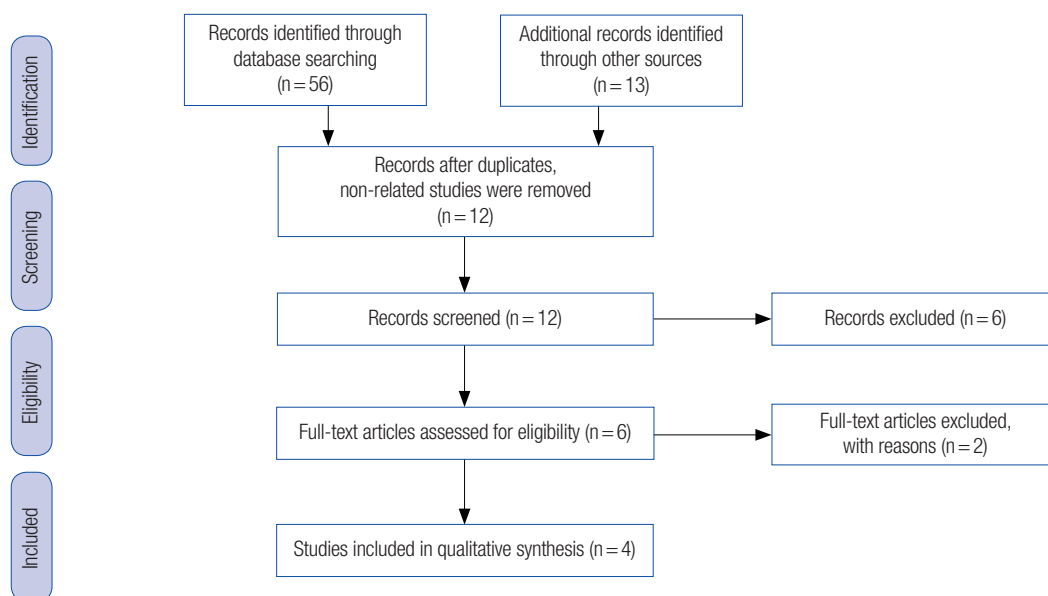 Identification
Records identified through
database searching
(n = 56)
Additional records identified
through other sources
(n = 13)
Records after duplicates,
non-related studies were removed
(n = 12)
Screening
Records screened (n = 12)
Records excluded (n = 6)
Eligibility
Full-text articles assessed for eligibility (n = 6)
Full-text articles excluded,
with reasons (n = 2)
Included
Studies included in qualitative synthesis (n = 4)